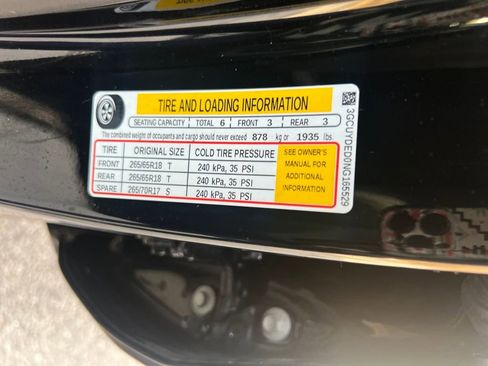 TIRE AND LOADING INFORMATION
SEATING CAPACITY TOTAL 6 FRONT 3 REAR 3
The combined weight of occupants and cargo should never exceed 878 kg or 1935 lbs.
TIRE ORIGINAL SIZE COLD TIRE PRESSURE
FRONT 265/65R18 T 240 kPa, 35 PSI
REAR 265/65R18 T 240 kPa, 35 PSI
SPARE 265/70R17 S 240 kPa, 35 PSI
SEE OWNER'S
MANUAL FOR
ADDITIONAL
INFORMATION
3GCUYDED0NG165529